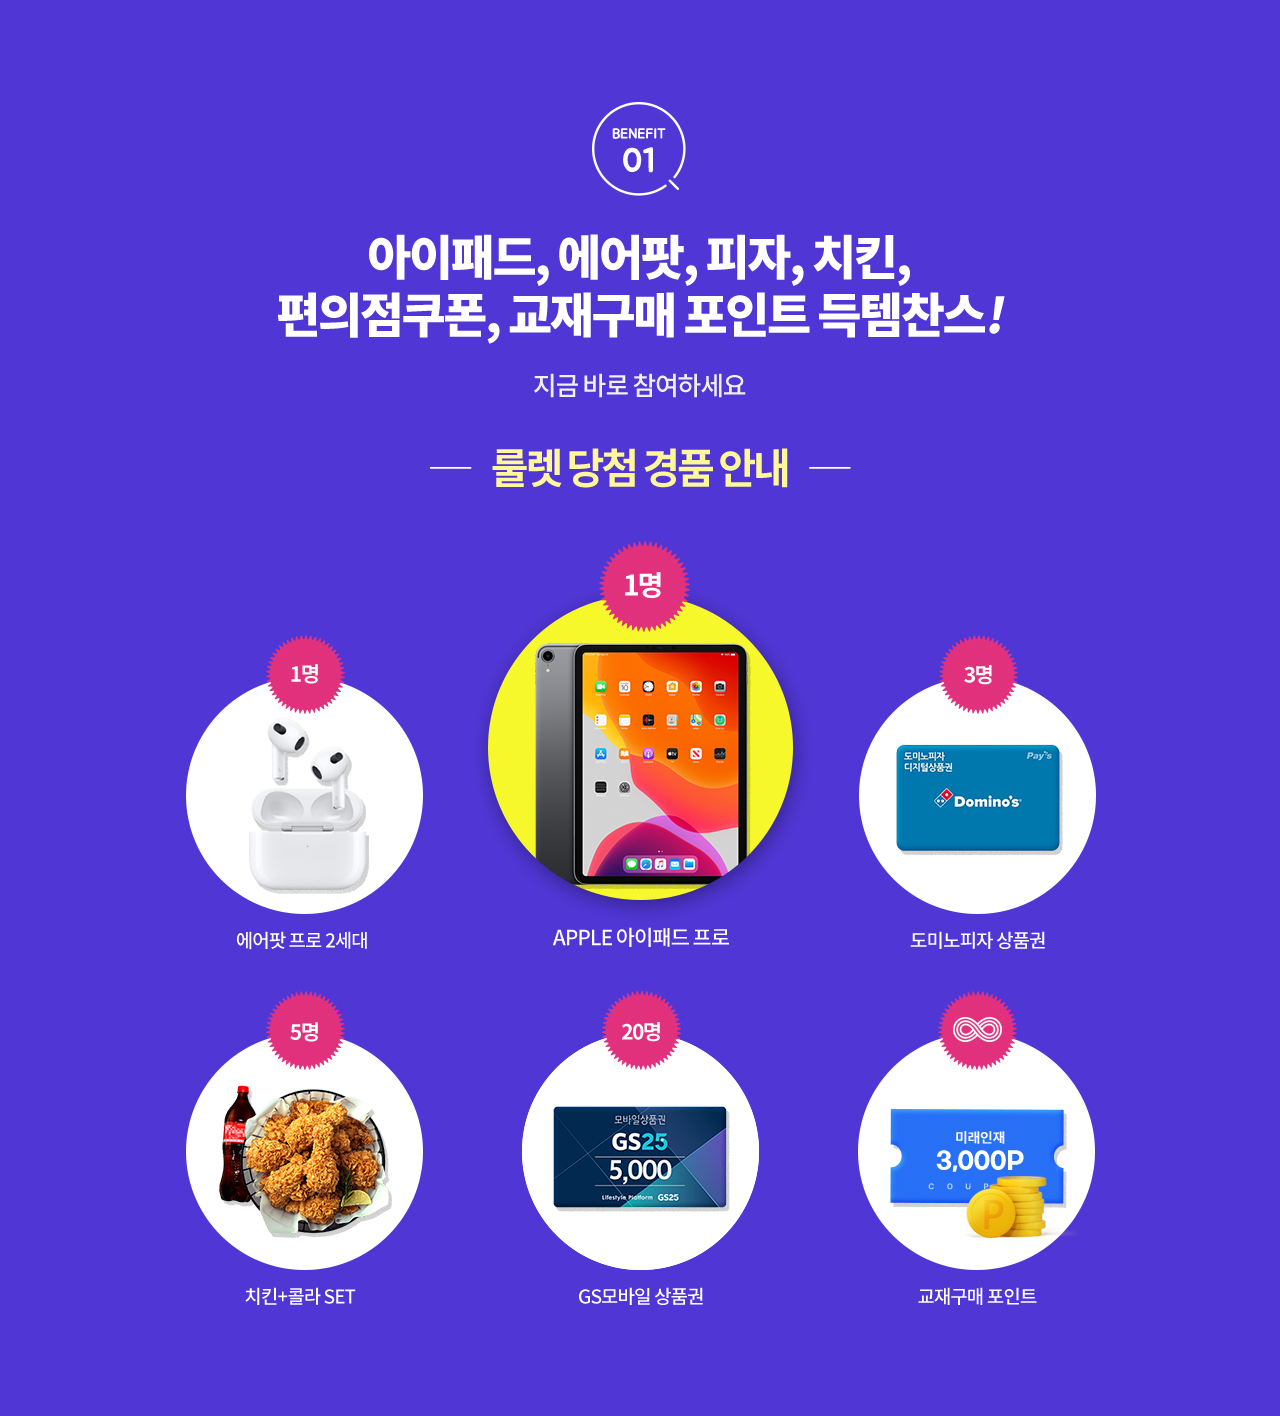 BENEFIT
01
아이패드, 에어팟, 피자, 치킨,
편의점쿠폰, 교재구매 포인트 득템찬스!
지금 바로 참여하세요
룰렛 당첨 경품 안내
1명
1명
3명
도미노피자
디지털상품권
Pay's
Domino's
에어팟 프로 2세대
APPLE 아이패드 프로
도미노피자 상품권
5명
20명
모바일상품권
GS25
5,000
Lifestyle Platform GS25
미래인재
3,000P
P
치킨+콜라 SET
GS모바일 상품권
교재구매 포인트